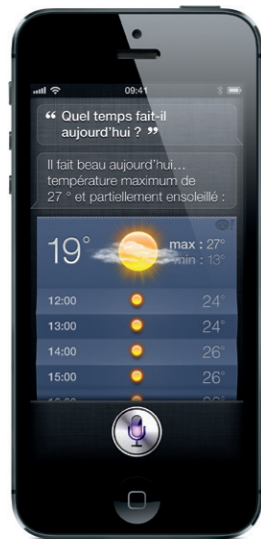 09:41
“ Quel temps fait-il
aujourd’hui ? ”
Il fait beau aujourd’hui...
température maximum de
27 ° et partiellement ensoleillé :
19° max : 27°
min : 13°
12:00 24°
13:00 24°
14:00 26°
15:00 26°